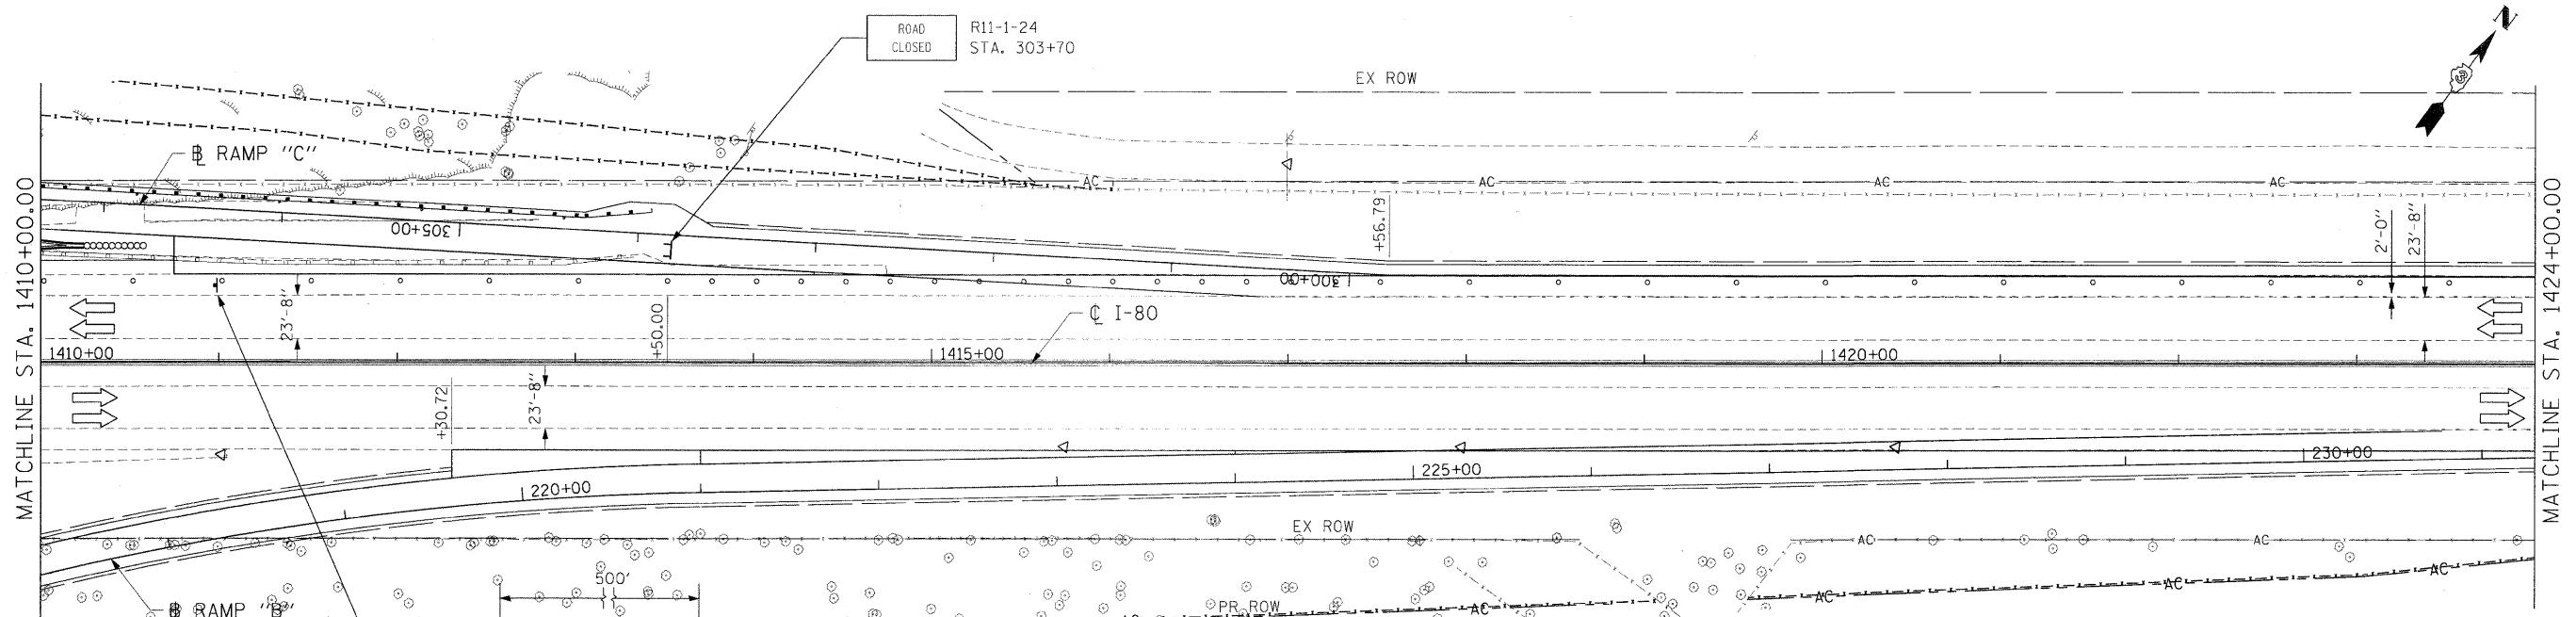 ROAD
CLOSED
R11-1-24
STA. 303+70
N
EX ROW
℄ RAMP "C"
AC
AC
AC
AC
305+00
+56.79
2'-0"
23'-8"
MATCHLINE STA. 1410+00.00
MATCHLINE STA. 1424+00.00
300+00
23'-8"
+50.00
℄ I-80
1410+00
1415+00
1420+00
+30.72
23'-8"
220+00
225+00
230+00
EX ROW
AC
AC
500'
℄ RAMP "B"
PR ROW
AC
AC
AC
AC